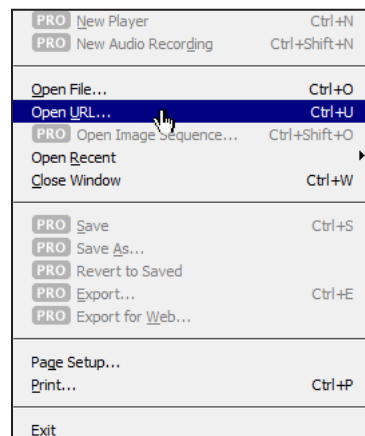 PRO New Player Ctrl+N
PRO New Audio Recording Ctrl+Shift+N
Open File... Ctrl+O
Open URL... Ctrl+U
PRO Open Image Sequence... Ctrl+Shift+O
Open Recent
Close Window Ctrl+W
PRO Save Ctrl+S
PRO Save As...
PRO Revert to Saved
PRO Export... Ctrl+E
PRO Export for Web...
Page Setup...
Print... Ctrl+P
Exit